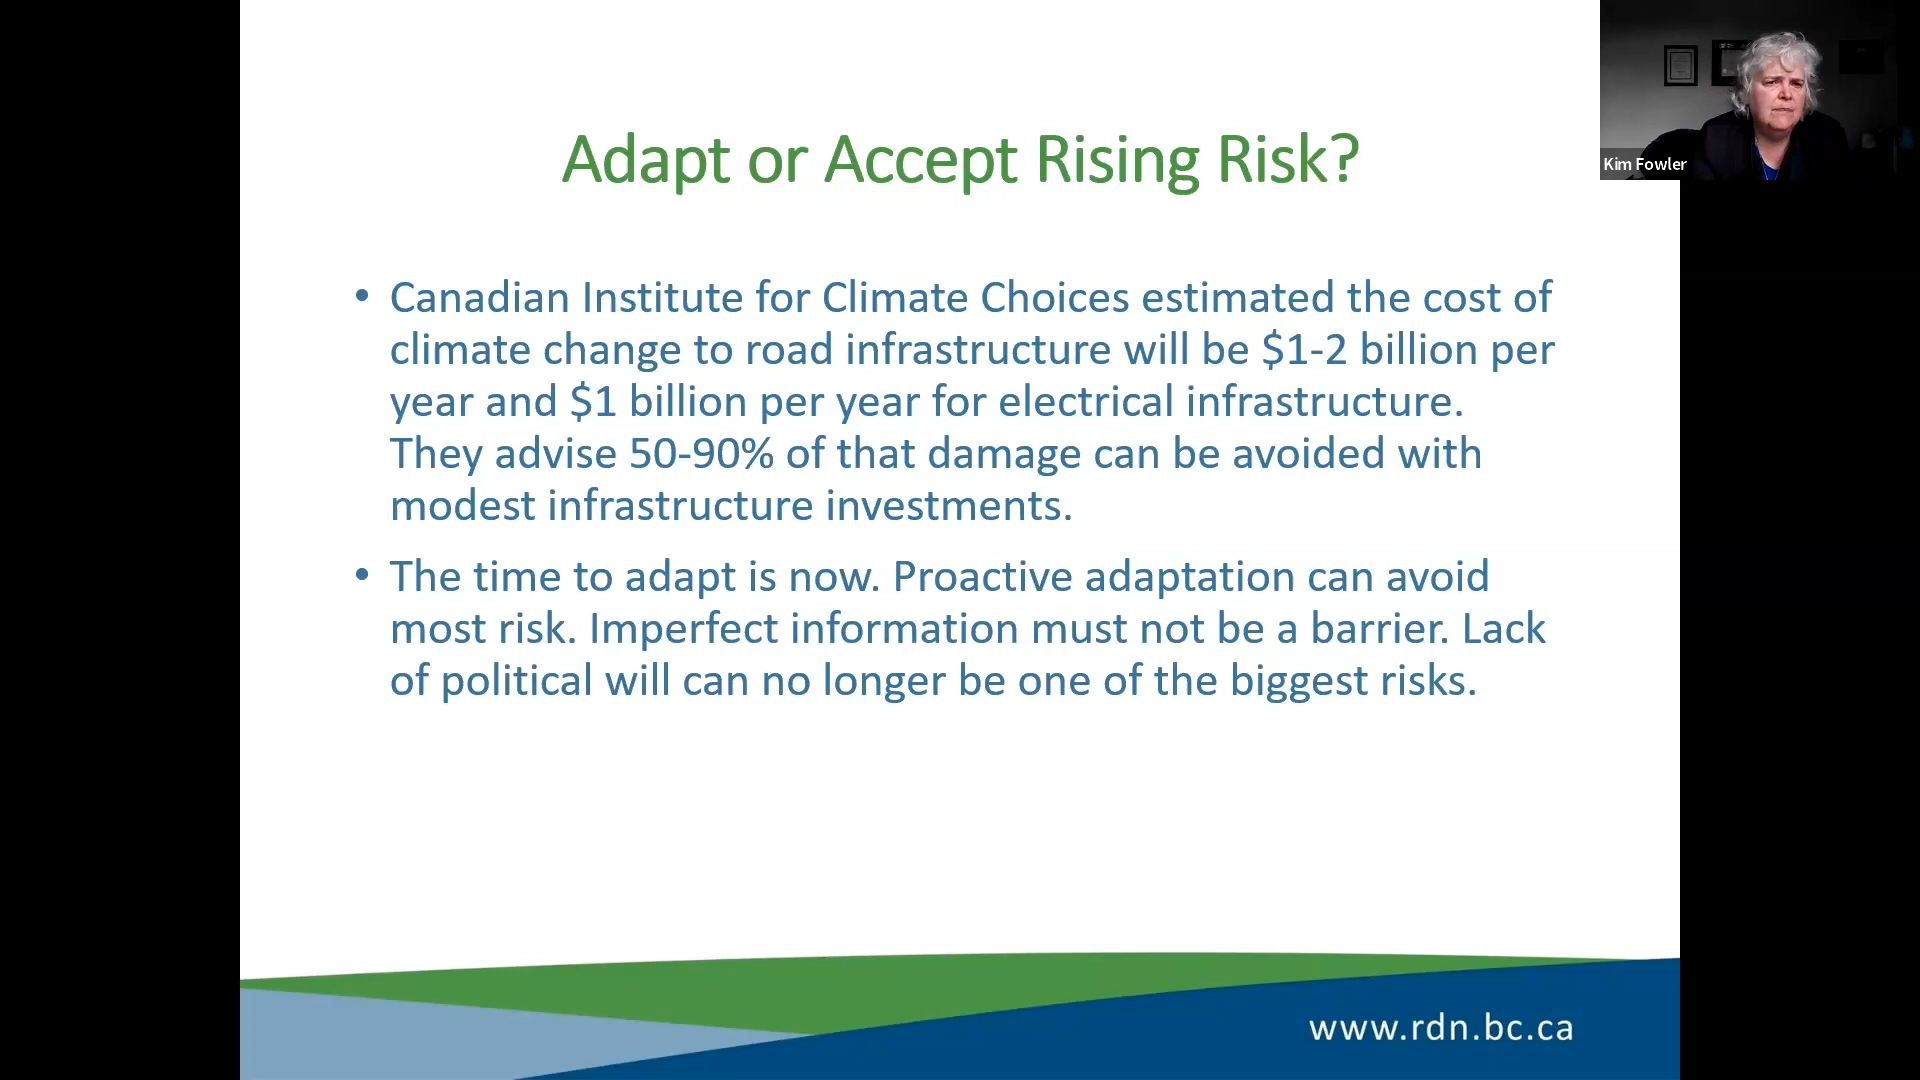 Adapt or Accept Rising Risk?
Kim Fowler
• Canadian Institute for Climate Choices estimated the cost of
climate change to road infrastructure will be $1-2 billion per
year and $1 billion per year for electrical infrastructure.
They advise 50-90% of that damage can be avoided with
modest infrastructure investments.
• The time to adapt is now. Proactive adaptation can avoid
most risk. Imperfect information must not be a barrier. Lack
of political will can no longer be one of the biggest risks.
www.rdn.bc.ca